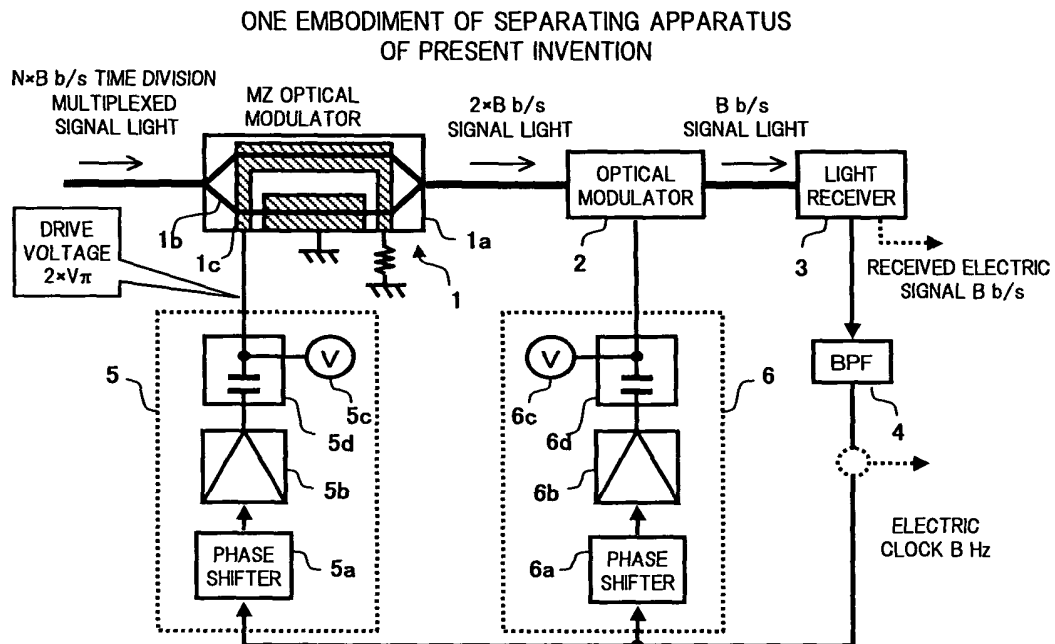 ONE EMBODIMENT OF SEPARATING APPARATUS
OF PRESENT INVENTION
N×B b/s TIME DIVISION
MULTIPLEXED
SIGNAL LIGHT
MZ OPTICAL
MODULATOR
2×B b/s
SIGNAL LIGHT
B b/s
SIGNAL LIGHT
OPTICAL
MODULATOR
LIGHT
RECEIVER
1b
1c
1a
1
2
3
DRIVE
VOLTAGE
2×Vπ
RECEIVED ELECTRIC
SIGNAL B b/s
5
V
5c
5d
5b
PHASE
SHIFTER
5a
V
6c
6d
6
6b
6a
PHASE
SHIFTER
BPF
4
ELECTRIC
CLOCK B Hz